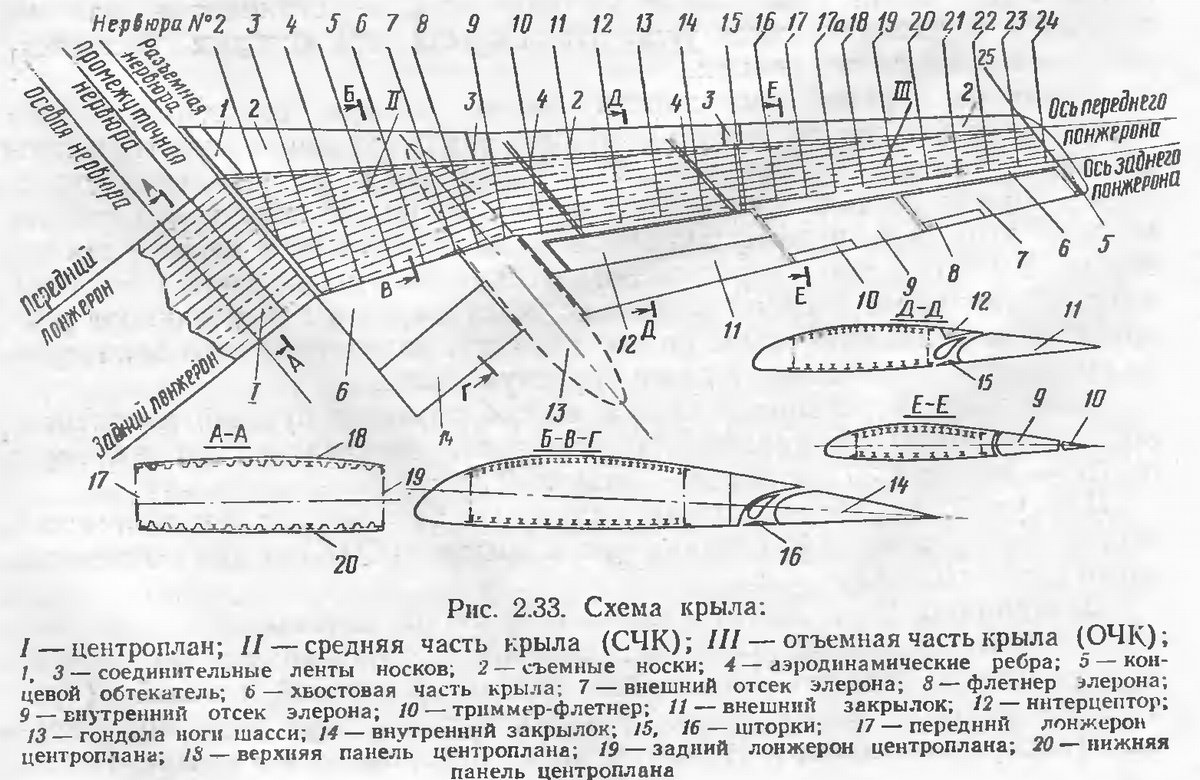 Нервюра №2 3 4 5 6 7 8 9 10 11 12 13 14 15 16 17 17а 18 19 20 21 22 23 24
25
Разъемная нервюра
промежуточная нервюра
особая нервюра
Б II Д Е III
1 2 3 4 2 4 3 2
Ось переднего
лонжерона
Ось заднего
лонжерона
А Г
Передний
лонжерон
Задний лонжерон
В Е
I А 6 Г 14 13 12 Д 11 10 9 8 7 6 5
Д-Д 12 11 15
Е-Е 9 10
А-А 18 17 19 20
Б-В-Г 14 16
Рис. 2.33. Схема крыла:
I — центроплан; II — средняя часть крыла (СЧК); III — отъемная часть крыла (ОЧК);
1, 3 — соединительные ленты носков; 2 — съемные носки; 4 — аэродинамические ребра; 5 — кон-
цевой обтекатель; 6 — хвостовая часть крыла; 7 — внешний отсек элерона; 8 — флетнер элерона;
9 — внутренний отсек элерона; 10 — триммер-флетнер; 11 — внешний закрылок; 12 — интерцептор;
13 — гондола ноги шасси; 14 — внутренний закрылок; 15, 16 — шторки; 17 — передний лонжерон
центроплана; 18 — верхняя панель центроплана; 19 — задний лонжерон центроплана; 20 — нижняя
панель центроплана